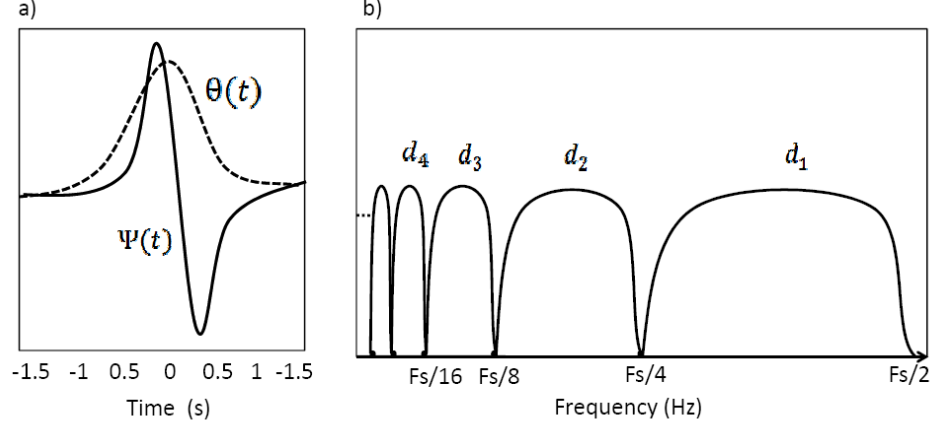 a)
Θ(t)
Ψ(t)
-1.5 -1 0.5 0 0.5 1 -1.5
Time (s)
b)
d₄ d₃ d₂ d₁
Fs/16 Fs/8 Fs/4 Fs/2
Frequency (Hz)